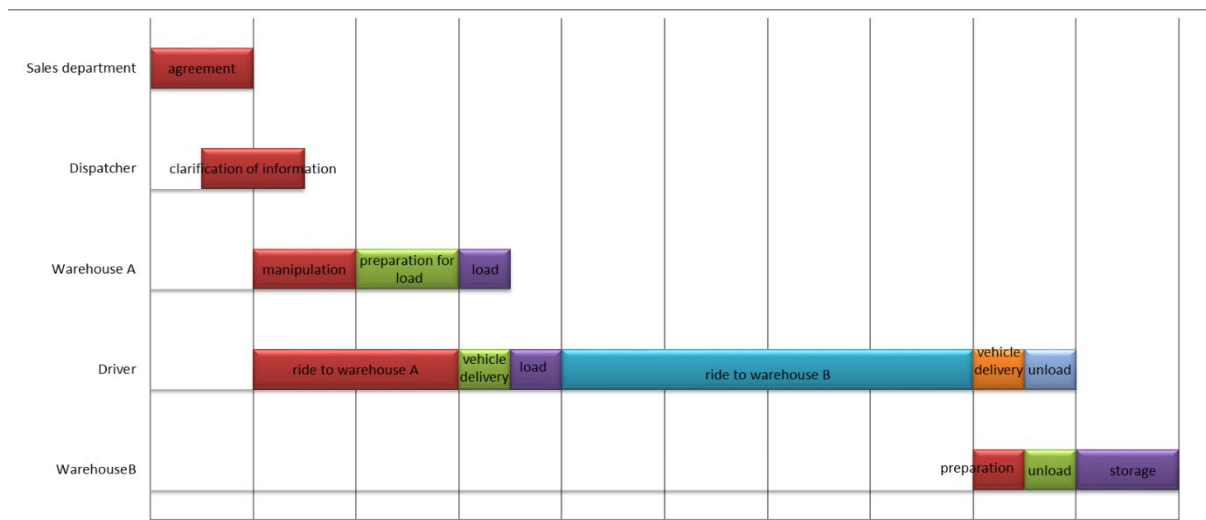 Sales department
agreement
Dispatcher
clarification of information
Warehouse A
manipulation
preparation for
load
load
Driver
ride to warehouse A
vehicle
delivery
load
ride to warehouse B
vehicle
delivery
unload
WarehouseB
preparation
unload
storage